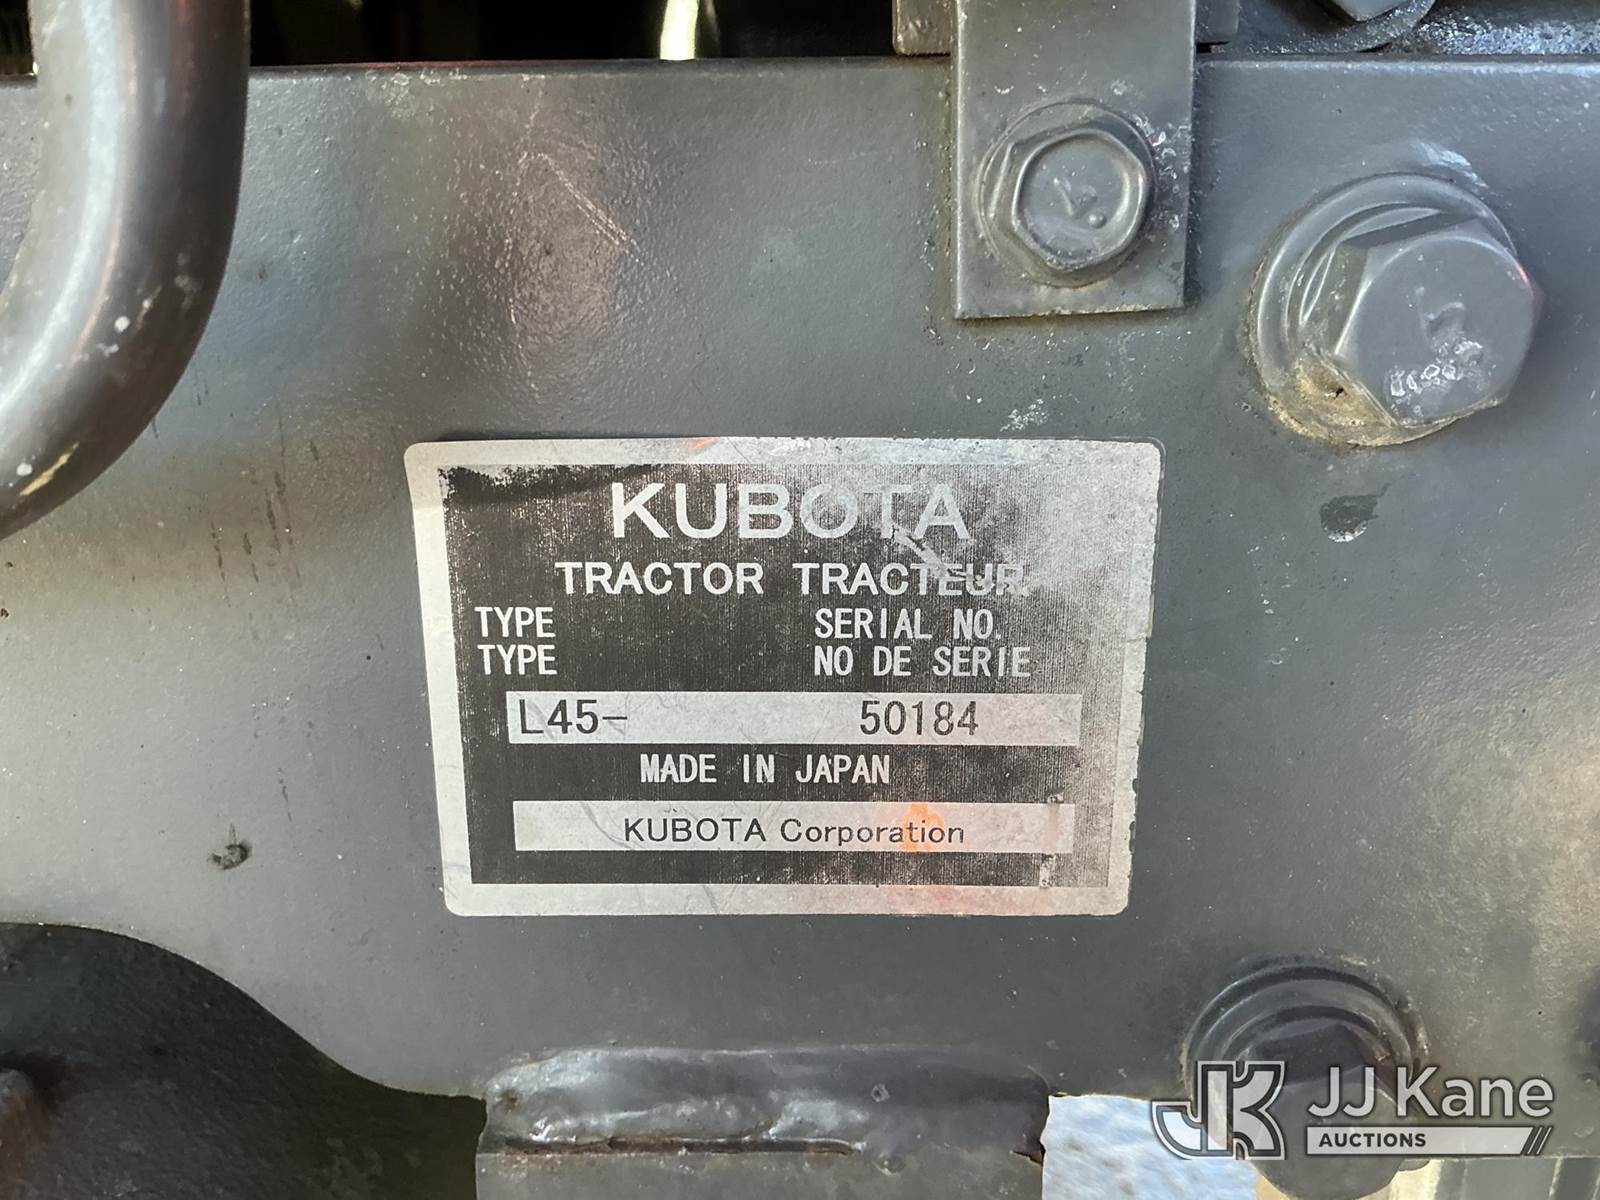 KUBOTA
TRACTOR TRACTEUR
TYPE SERIAL NO.
TYPE NO DE SERIE
L45- 50184
MADE IN JAPAN
KUBOTA Corporation
JK JJ Kane
AUCTIONS